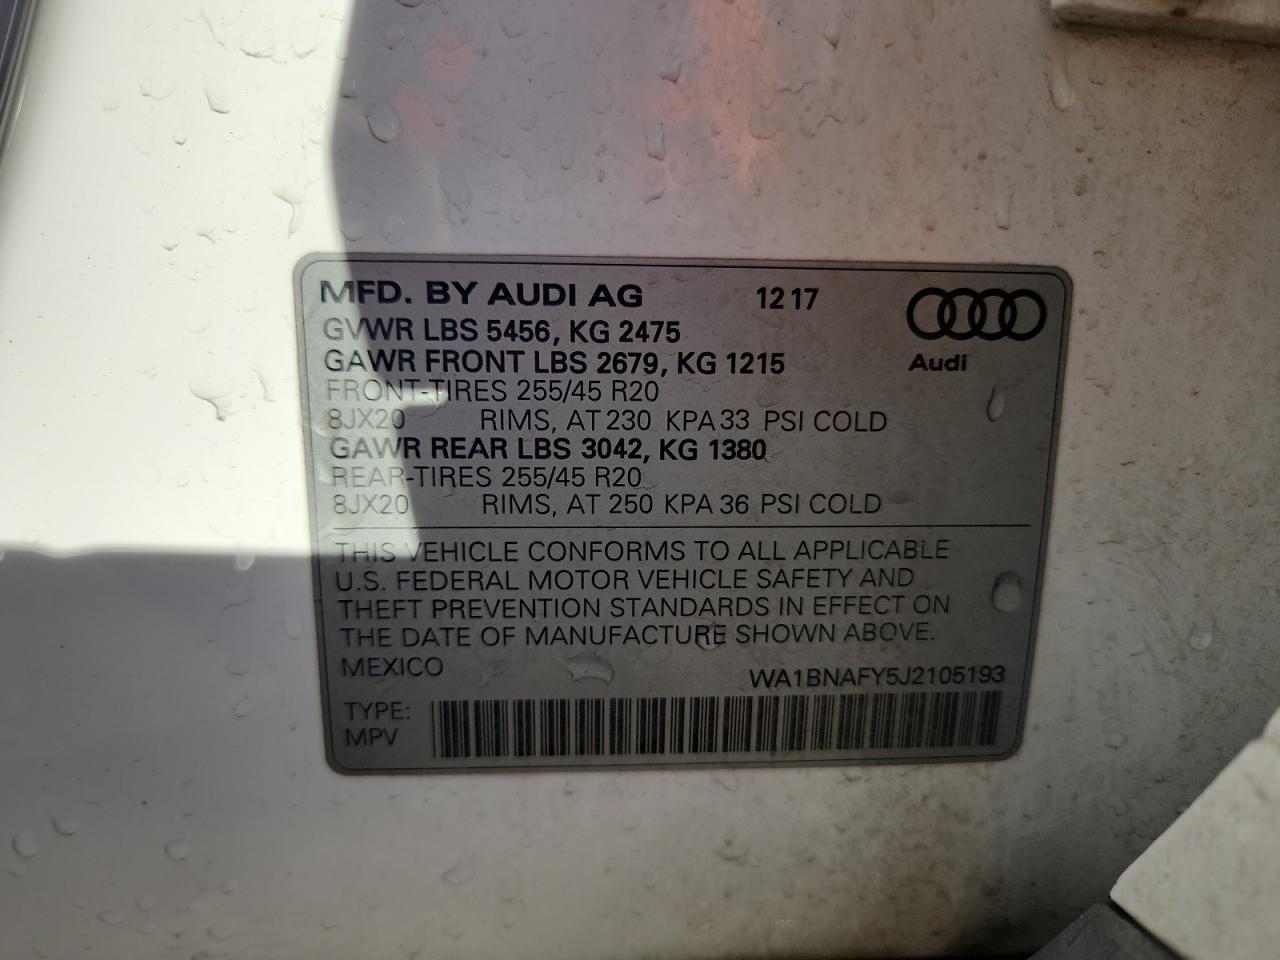 MFD. BY AUDI AG 12 17
GVWR LBS 5456, KG 2475
GAWR FRONT LBS 2679, KG 1215
Audi
FRONT-TIRES 255/45 R20
8JX20 RIMS, AT 230 KPA 33 PSI COLD
GAWR REAR LBS 3042, KG 1380
REAR-TIRES 255/45 R20
8JX20 RIMS, AT 250 KPA 36 PSI COLD
THIS VEHICLE CONFORMS TO ALL APPLICABLE
U.S. FEDERAL MOTOR VEHICLE SAFETY AND
THEFT PREVENTION STANDARDS IN EFFECT ON
THE DATE OF MANUFACTURE SHOWN ABOVE.
MEXICO WA1BNAFY5J2105193
TYPE:
MPV